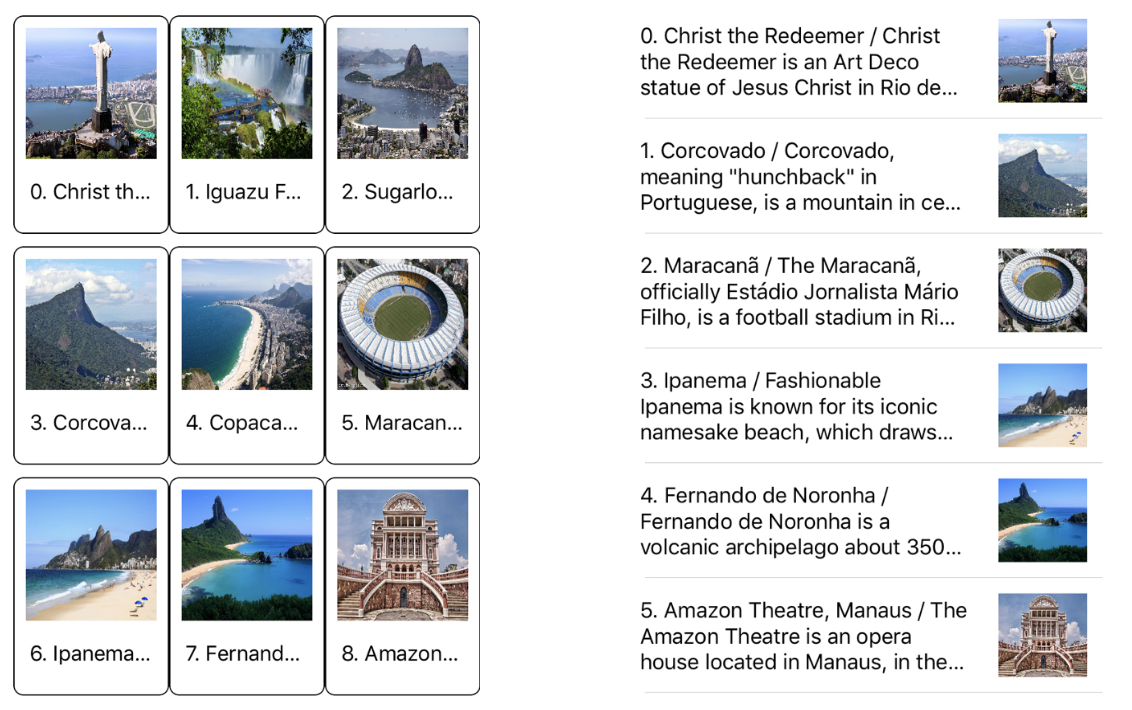 0. Christ th...
1. Iguazu F...
2. Sugarlo...
3. Corcova...
4. Copaca...
5. Maracan...
6. Ipanema...
7. Fernand...
8. Amazon...
0. Christ the Redeemer / Christ
the Redeemer is an Art Deco
statue of Jesus Christ in Rio de...
1. Corcovado / Corcovado,
meaning "hunchback" in
Portuguese, is a mountain in ce...
2. Maracanã / The Maracanã,
officially Estádio Jornalista Mário
Filho, is a football stadium in Ri...
3. Ipanema / Fashionable
Ipanema is known for its iconic
namesake beach, which draws...
4. Fernando de Noronha /
Fernando de Noronha is a
volcanic archipelago about 350...
5. Amazon Theatre, Manaus / The
Amazon Theatre is an opera
house located in Manaus, in the...